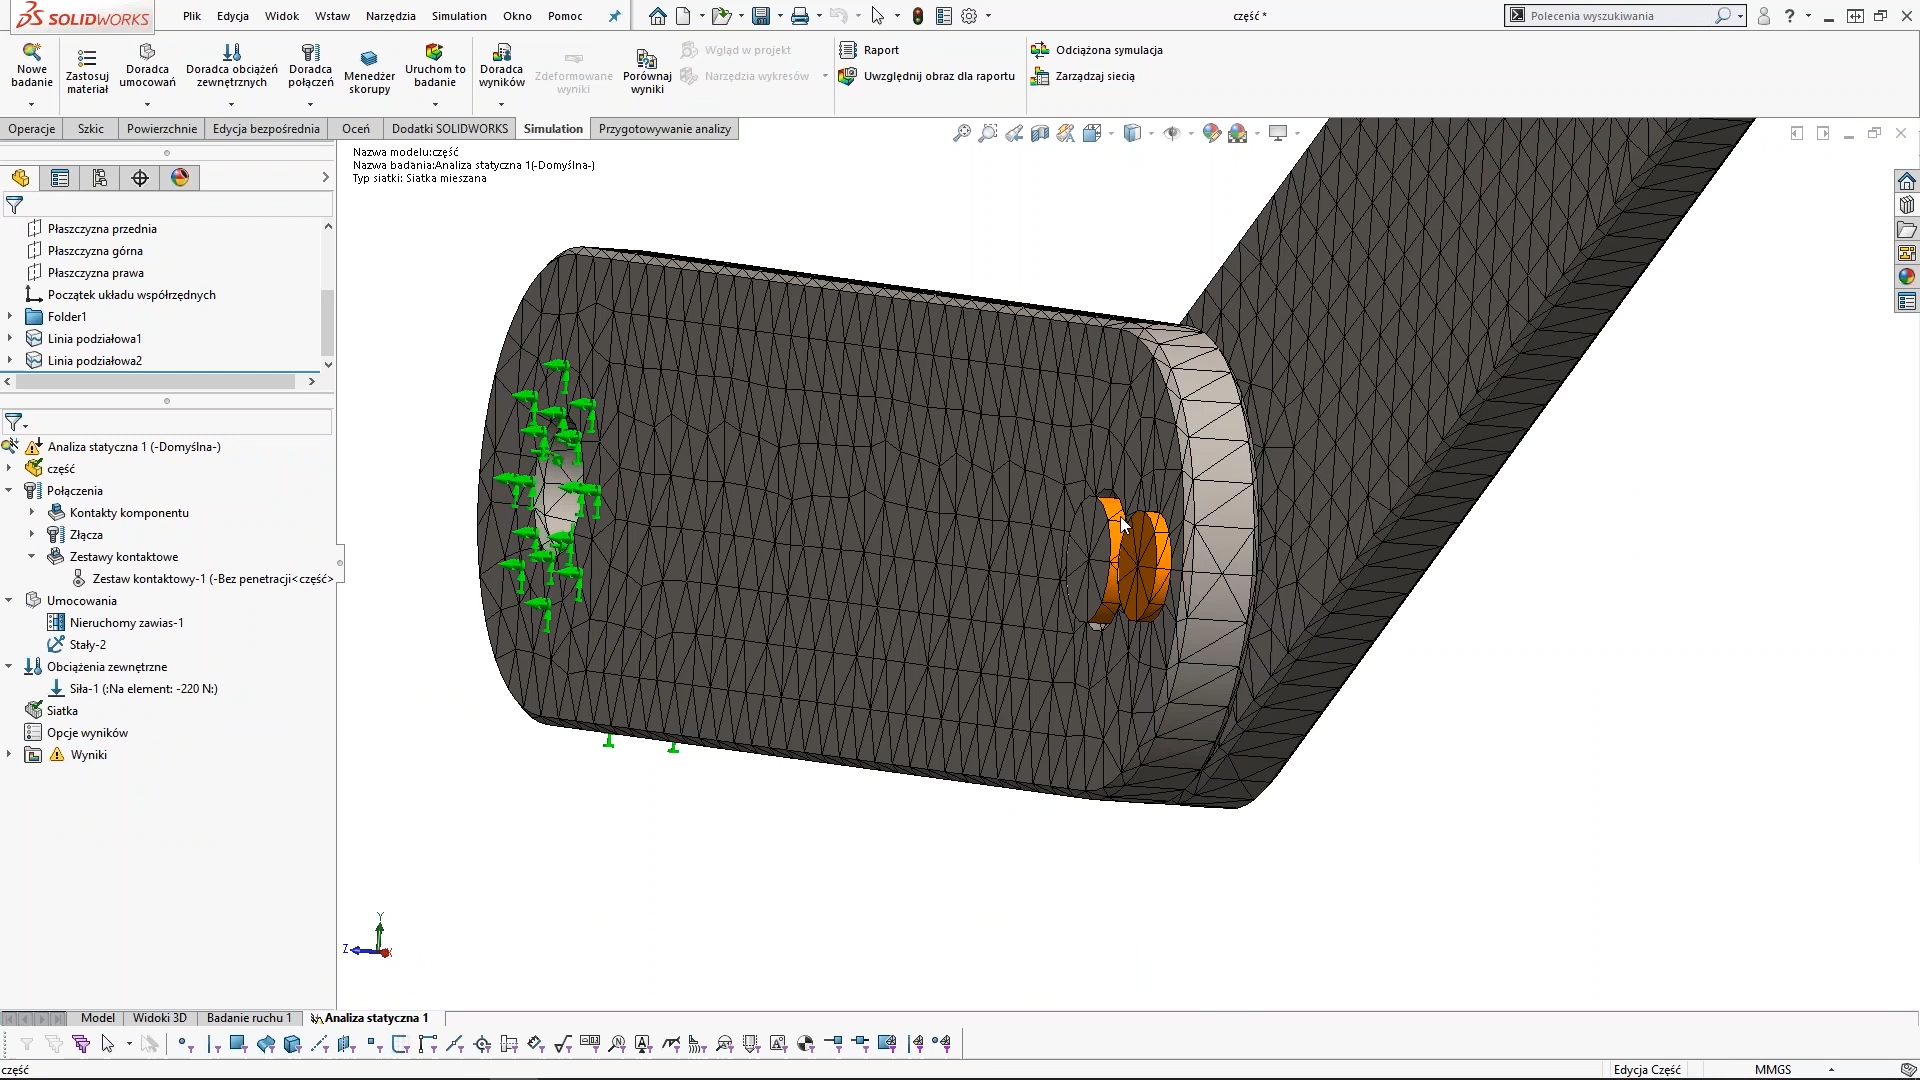 SOLIDWORKS
Plik Edycja Widok Wstaw Narzędzia Simulation Okno Pomoc
część *
Polecenia wyszukiwania
Nowe badanie
Zastosuj materiał
Doradca umocowań
Doradca obciążeń zewnętrznych
Doradca połączeń
Menedżer skorupy
Uruchom to badanie
Doradca wyników
Zdeformowane wyniki
Porównaj wyniki
Wgląd w projekt
Narzędzia wykresów
Raport
Uwzględnij obraz dla raportu
Odciążona symulacja
Zarządzaj siecią
Operacje Szkic Powierzchnie Edycja bezpośrednia Oceń Dodatki SOLIDWORKS Simulation Przygotowywanie analizy
Nazwa modelu:część
Nazwa badania:Analiza statyczna 1(-Domyślna-)
Typ siatki: Siatka mieszana
Płaszczyzna przednia
Płaszczyzna górna
Płaszczyzna prawa
Początek układu współrzędnych
Folder1
Linia podziałowa1
Linia podziałowa2
Analiza statyczna 1 (-Domyślna-)
część
Połączenia
Kontakty komponentu
Złącza
Zestawy kontaktowe
Zestaw kontaktowy-1 (-Bez penetracji<część>
Umocowania
Nieruchomy zawias-1
Stały-2
Obciążenia zewnętrzne
Siła-1 (:Na element: -220 N:)
Siatka
Opcje wyników
Wyniki
Y
Z
Model Widoki 3D Badanie ruchu 1 Analiza statyczna 1
część
Edycja Część
MMGS